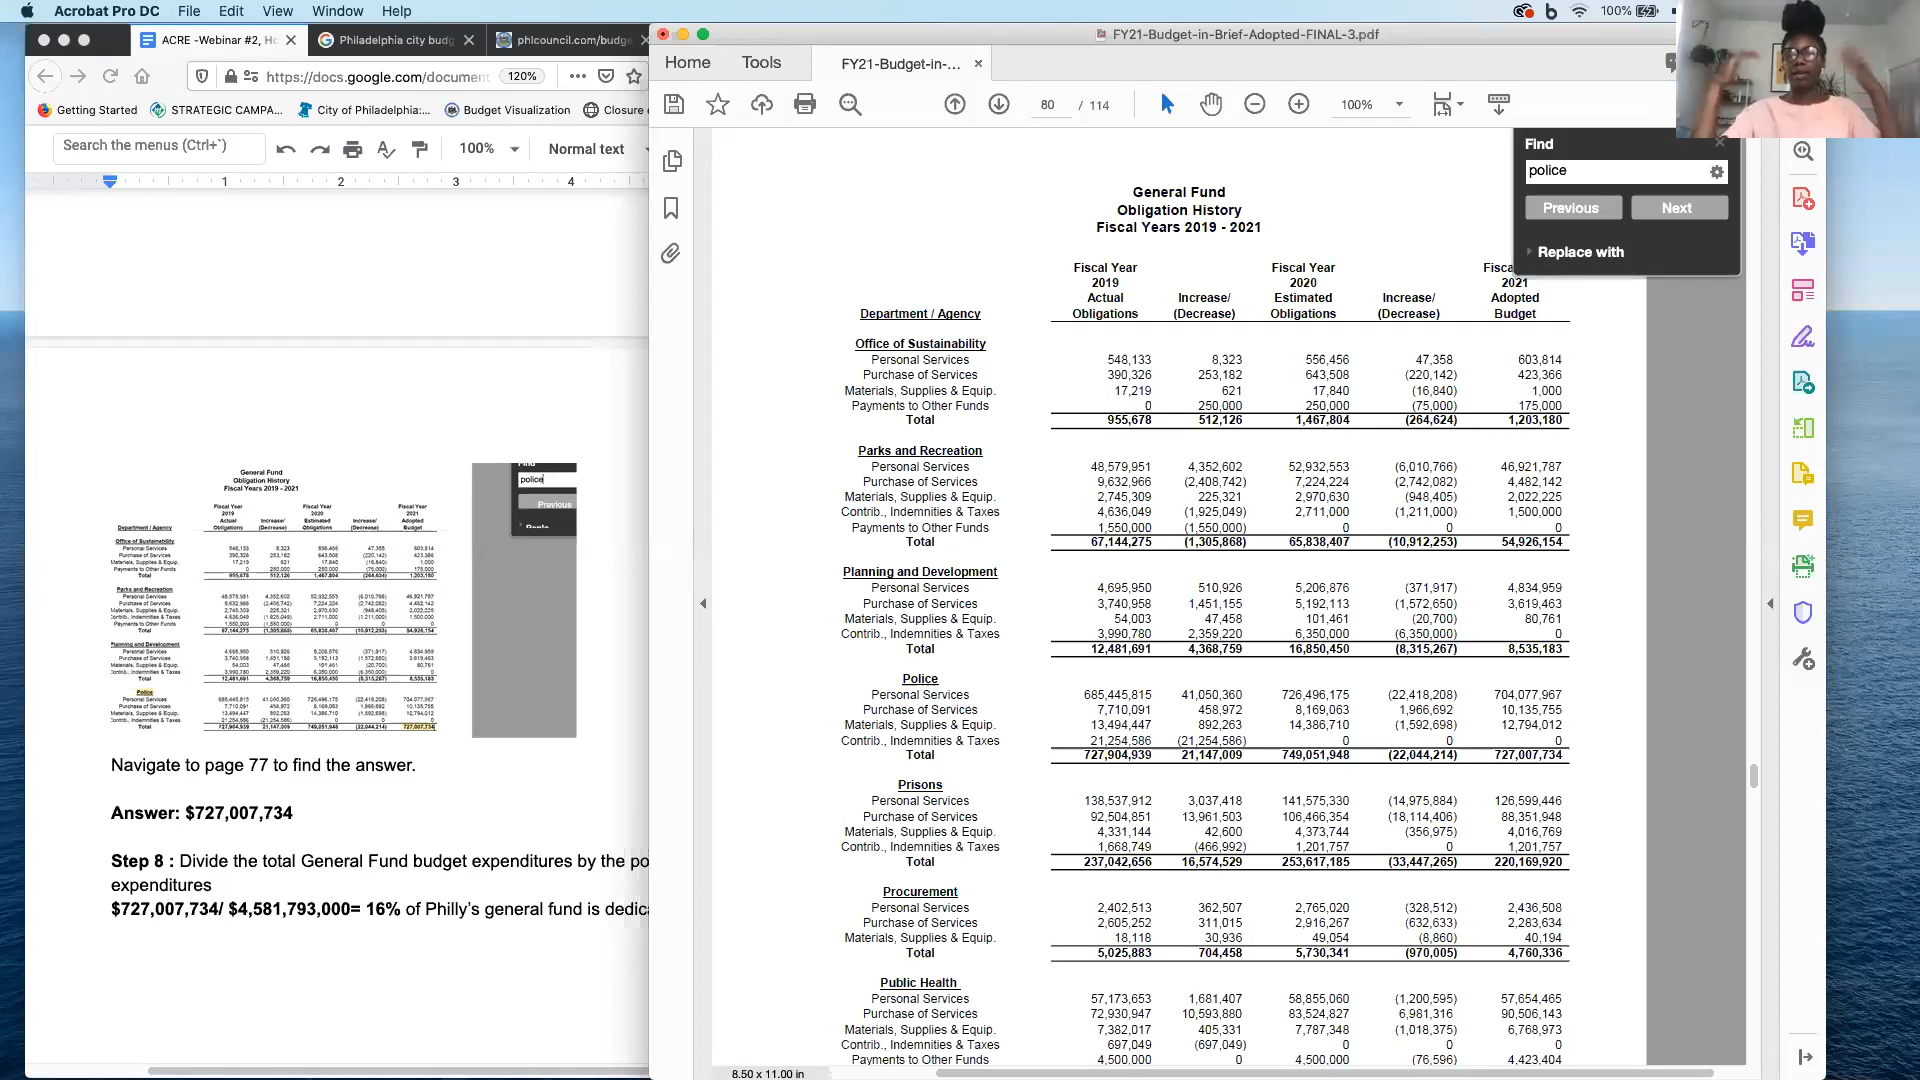 Acrobat Pro DC File Edit View Window Help
100%
ACRE -Webinar #2, Ho
Philadelphia city budg
phlcouncil.com/budge
https://docs.google.com/document
120%
Getting Started
STRATEGIC CAMPA...
City of Philadelphia:...
Budget Visualization
Closure
Search the menus (Ctrl+`)
100%
Normal text
1 2 3 4
General Fund
Obligation History
Fiscal Years 2019 - 2021
Find
police
Previous
Navigate to page 77 to find the answer.
Answer: $727,007,734
Step 8 : Divide the total General Fund budget expenditures by the po
expenditures
$727,007,734/ $4,581,793,000= 16% of Philly's general fund is dedic
FY21-Budget-in-Brief-Adopted-FINAL-3.pdf
Home Tools FY21-Budget-in-...
80 / 114
100%
Find
police
Previous Next
Replace with
General Fund
Obligation History
Fiscal Years 2019 - 2021
Fiscal Year Fiscal Year Fisca
2019 2020 2021
Actual Increase/ Estimated Increase/ Adopted
Department / Agency Obligations (Decrease) Obligations (Decrease) Budget
Office of Sustainability
Personal Services 548,133 8,323 556,456 47,358 603,814
Purchase of Services 390,326 253,182 643,508 (220,142) 423,366
Materials, Supplies & Equip. 17,219 621 17,840 (16,840) 1,000
Payments to Other Funds 0 250,000 250,000 (75,000) 175,000
Total 955,678 512,126 1,467,804 (264,624) 1,203,180
Parks and Recreation
Personal Services 48,579,951 4,352,602 52,932,553 (6,010,766) 46,921,787
Purchase of Services 9,632,966 (2,408,742) 7,224,224 (2,742,082) 4,482,142
Materials, Supplies & Equip. 2,745,309 225,321 2,970,630 (948,405) 2,022,225
Contrib., Indemnities & Taxes 4,636,049 (1,925,049) 2,711,000 (1,211,000) 1,500,000
Payments to Other Funds 1,550,000 (1,550,000) 0 0 0
Total 67,144,275 (1,305,868) 65,838,407 (10,912,253) 54,926,154
Planning and Development
Personal Services 4,695,950 510,926 5,206,876 (371,917) 4,834,959
Purchase of Services 3,740,958 1,451,155 5,192,113 (1,572,650) 3,619,463
Materials, Supplies & Equip. 54,003 47,458 101,461 (20,700) 80,761
Contrib., Indemnities & Taxes 3,990,780 2,359,220 6,350,000 (6,350,000) 0
Total 12,481,691 4,368,759 16,850,450 (8,315,267) 8,535,183
Police
Personal Services 685,445,815 41,050,360 726,496,175 (22,418,208) 704,077,967
Purchase of Services 7,710,091 458,972 8,169,063 1,966,692 10,135,755
Materials, Supplies & Equip. 13,494,447 892,263 14,386,710 (1,592,698) 12,794,012
Contrib., Indemnities & Taxes 21,254,586 (21,254,586) 0 0 0
Total 727,904,939 21,147,009 749,051,948 (22,044,214) 727,007,734
Prisons
Personal Services 138,537,912 3,037,418 141,575,330 (14,975,884) 126,599,446
Purchase of Services 92,504,851 13,961,503 106,466,354 (18,114,406) 88,351,948
Materials, Supplies & Equip. 4,331,144 42,600 4,373,744 (356,975) 4,016,769
Contrib., Indemnities & Taxes 1,668,749 (466,992) 1,201,757 0 1,201,757
Total 237,042,656 16,574,529 253,617,185 (33,447,265) 220,169,920
Procurement
Personal Services 2,402,513 362,507 2,765,020 (328,512) 2,436,508
Purchase of Services 2,605,252 311,015 2,916,267 (632,633) 2,283,634
Materials, Supplies & Equip. 18,118 30,936 49,054 (8,860) 40,194
Total 5,025,883 704,458 5,730,341 (970,005) 4,760,336
Public Health
Personal Services 57,173,653 1,681,407 58,855,060 (1,200,595) 57,654,465
Purchase of Services 72,930,947 10,593,880 83,524,827 6,981,316 90,506,143
Materials, Supplies & Equip. 7,382,017 405,331 7,787,348 (1,018,375) 6,768,973
Contrib., Indemnities & Taxes 697,049 (697,049) 0 0 0
Payments to Other Funds 4,500,000 0 4,500,000 (76,596) 4,423,404
8.50 x 11.00 in